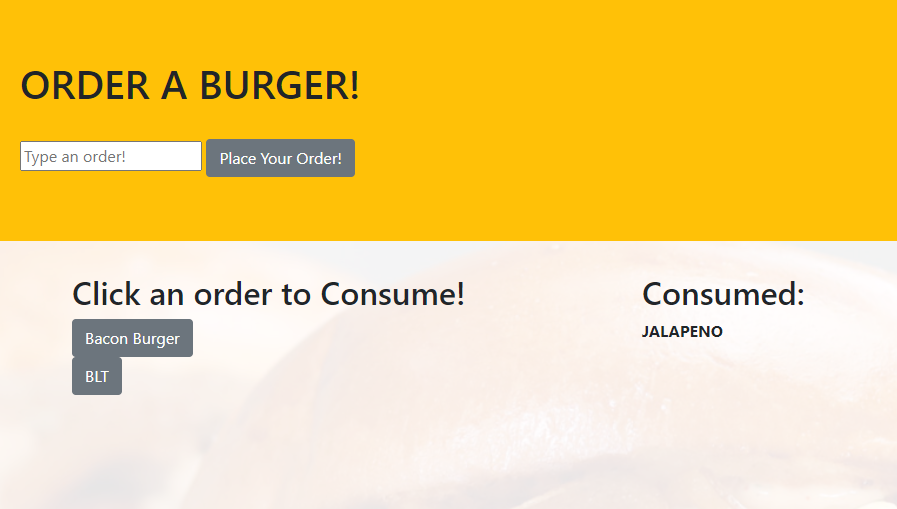 ORDER A BURGER!
Type an order!
Place Your Order!
Click an order to Consume!
Bacon Burger
BLT
Consumed:
JALAPENO